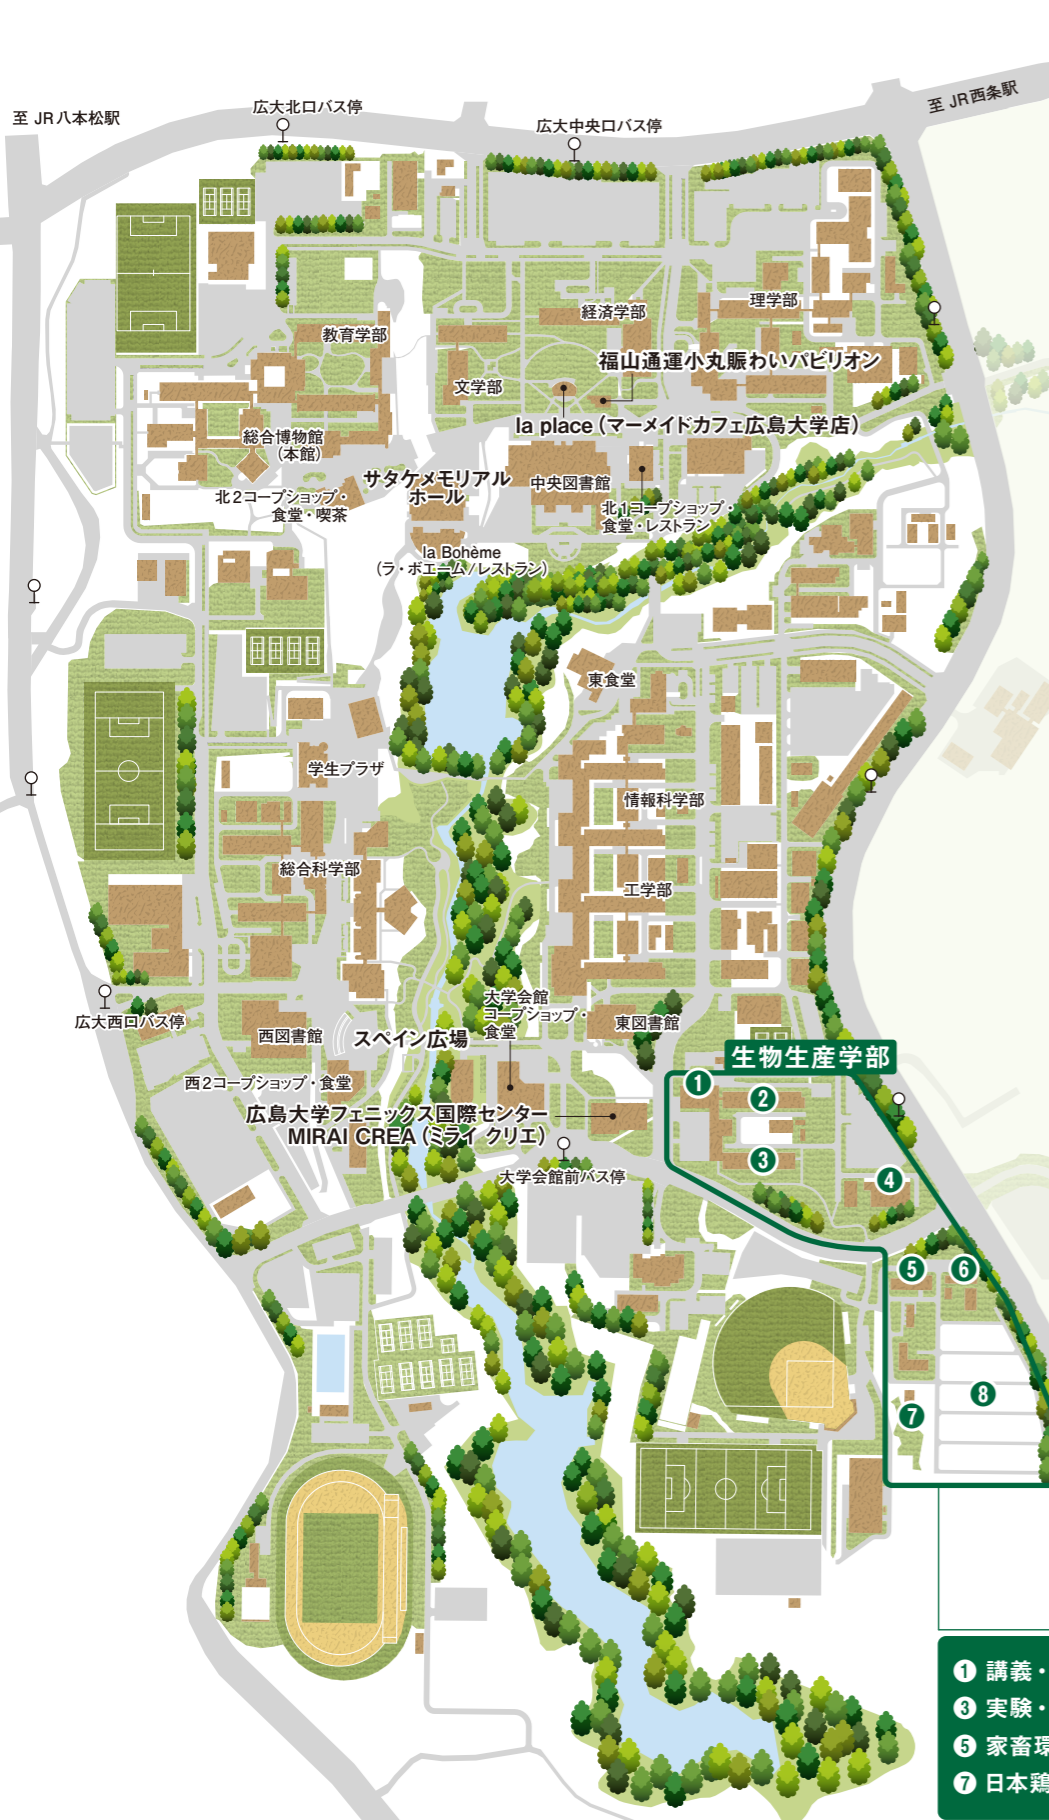 広大北口バス停
至 JR八本松駅
広大中央口バス停
至 JR西条駅
経済学部
理学部
教育学部
福山通運小丸賑わいパビリオン
文学部
la place（マーメイドカフェ広島大学店）
総合博物館
（本館）
サタケメモリアル
ホール
中央図書館
北2コープショップ・
食堂・喫茶
北1コープショップ・
食堂・レストラン
la Bohème
（ラ・ボエーム/レストラン）
東食堂
学生プラザ
情報科学部
総合科学部
工学部
大学会館
コープショップ・
食堂
広大西口バス停
西図書館
スペイン広場
東図書館
生物生産学部
西2コープショップ・食堂
1
2
広島大学フェニックス国際センター
MIRAI CREA（ミライ クリエ）
3
大学会館前バス停
4
5
6
7
8
1 講義・
3 実験・
5 家畜環
7 日本鶏